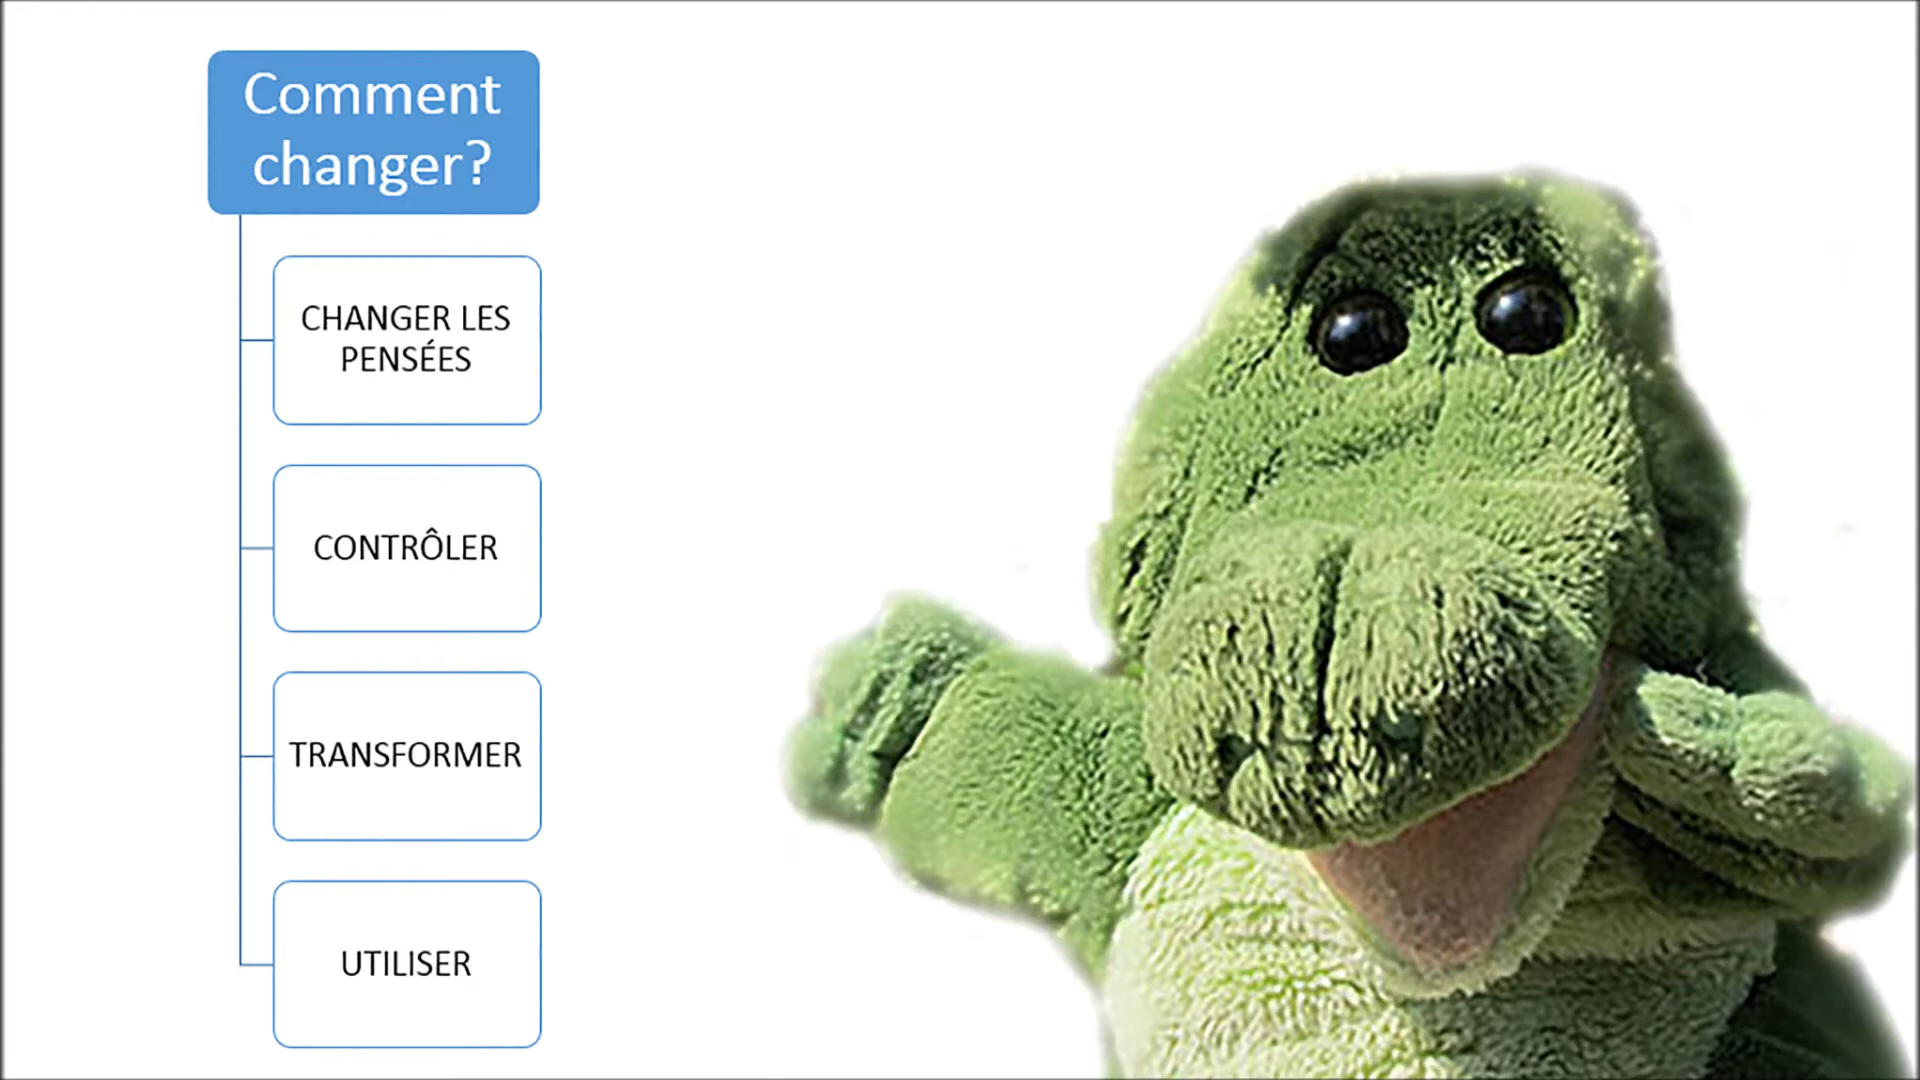 Comment
changer?
CHANGER LES
PENSÉES
CONTRÔLER
TRANSFORMER
UTILISER